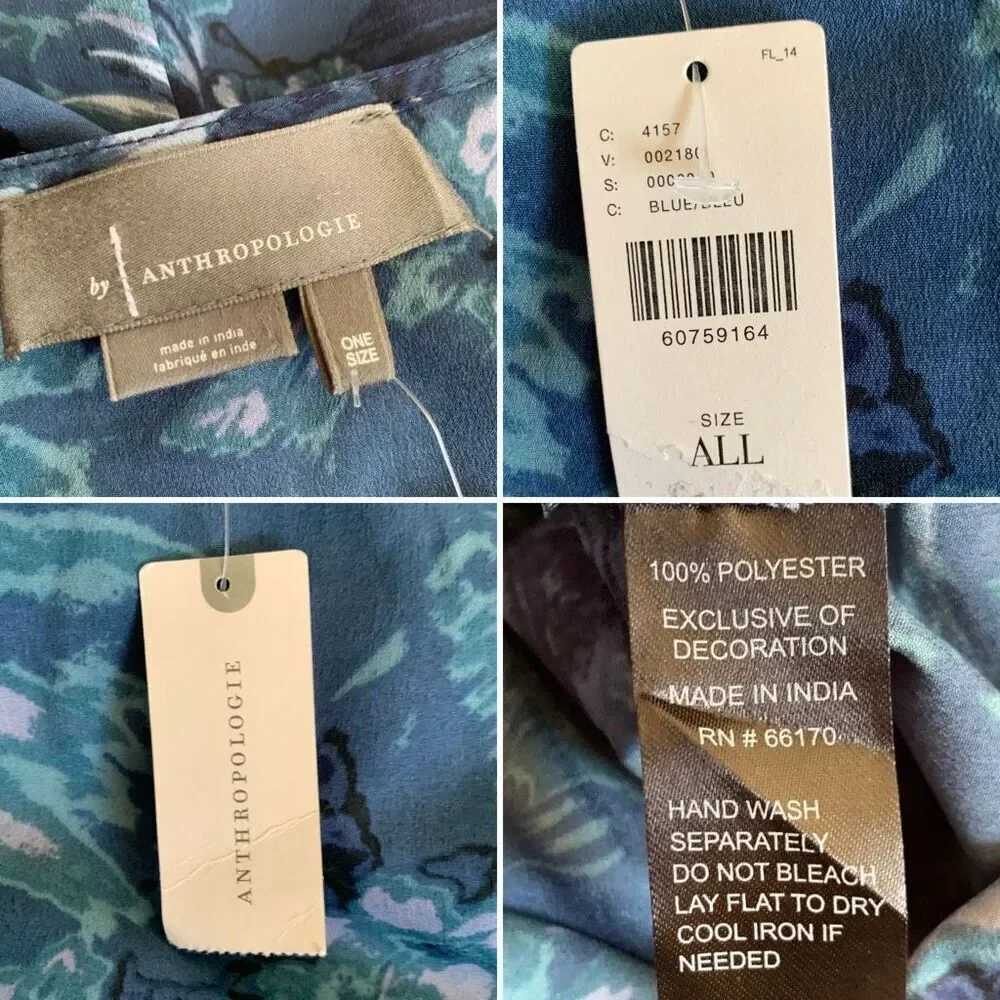 by ANTHROPOLOGIE
made in india
fabriqué en inde
ONE
SIZE
FL_14
C: 4157
V:
S:
C: BLUE/BLEU
60759164
SIZE
ALL
ANTHROPOLOGIE
100% POLYESTER
EXCLUSIVE OF
DECORATION
MADE IN INDIA
RN # 66170
HAND WASH
SEPARATELY
DO NOT BLEACH
LAY FLAT TO DRY
COOL IRON IF
NEEDED